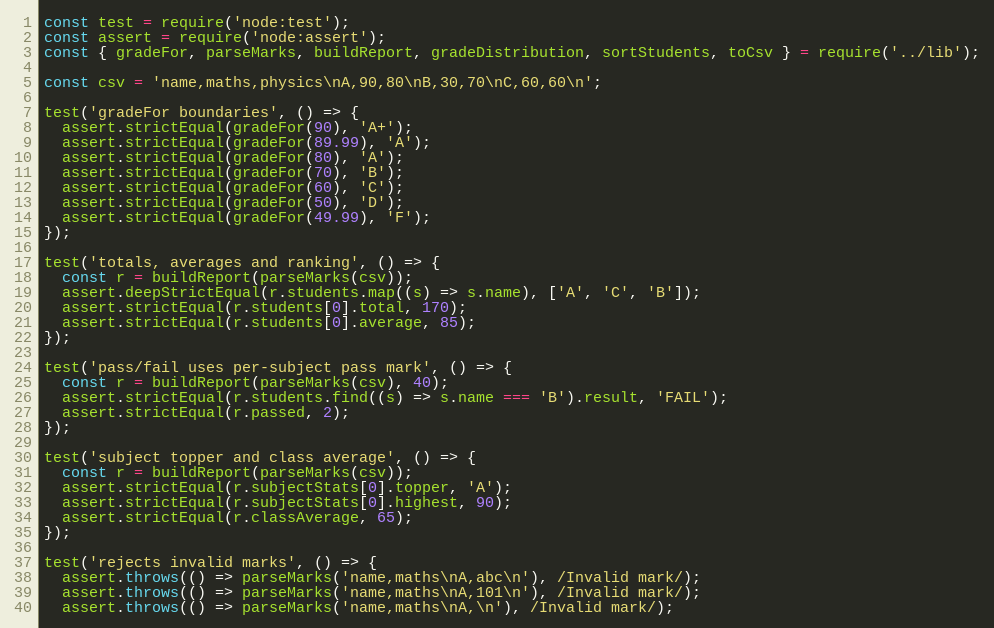 1 const test = require('node:test');
2 const assert = require('node:assert');
3 const { gradeFor, parseMarks, buildReport, gradeDistribution, sortStudents, toCsv } = require('../lib');
4
5 const csv = 'name,maths,physics\nA,90,80\nB,30,70\nC,60,60\n';
6
7 test('gradeFor boundaries', () => {
8   assert.strictEqual(gradeFor(90), 'A+');
9   assert.strictEqual(gradeFor(89.99), 'A');
10   assert.strictEqual(gradeFor(80), 'A');
11   assert.strictEqual(gradeFor(70), 'B');
12   assert.strictEqual(gradeFor(60), 'C');
13   assert.strictEqual(gradeFor(50), 'D');
14   assert.strictEqual(gradeFor(49.99), 'F');
15 });
16
17 test('totals, averages and ranking', () => {
18   const r = buildReport(parseMarks(csv));
19   assert.deepStrictEqual(r.students.map((s) => s.name), ['A', 'C', 'B']);
20   assert.strictEqual(r.students[0].total, 170);
21   assert.strictEqual(r.students[0].average, 85);
22 });
23
24 test('pass/fail uses per-subject pass mark', () => {
25   const r = buildReport(parseMarks(csv), 40);
26   assert.strictEqual(r.students.find((s) => s.name === 'B').result, 'FAIL');
27   assert.strictEqual(r.passed, 2);
28 });
29
30 test('subject topper and class average', () => {
31   const r = buildReport(parseMarks(csv));
32   assert.strictEqual(r.subjectStats[0].topper, 'A');
33   assert.strictEqual(r.subjectStats[0].highest, 90);
34   assert.strictEqual(r.classAverage, 65);
35 });
36
37 test('rejects invalid marks', () => {
38   assert.throws(() => parseMarks('name,maths\nA,abc\n'), /Invalid mark/);
39   assert.throws(() => parseMarks('name,maths\nA,101\n'), /Invalid mark/);
40   assert.throws(() => parseMarks('name,maths\nA,\n'), /Invalid mark/);